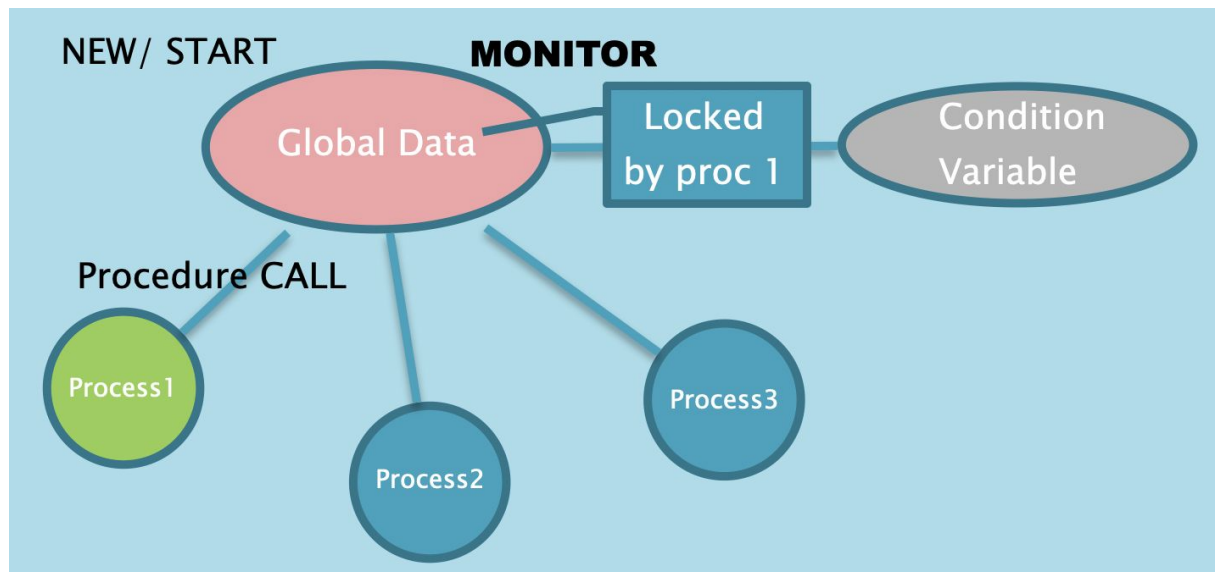 NEW/ START
MONITOR
Global Data
Locked
by proc 1
Condition
Variable
Procedure CALL
Process1
Process2
Process3